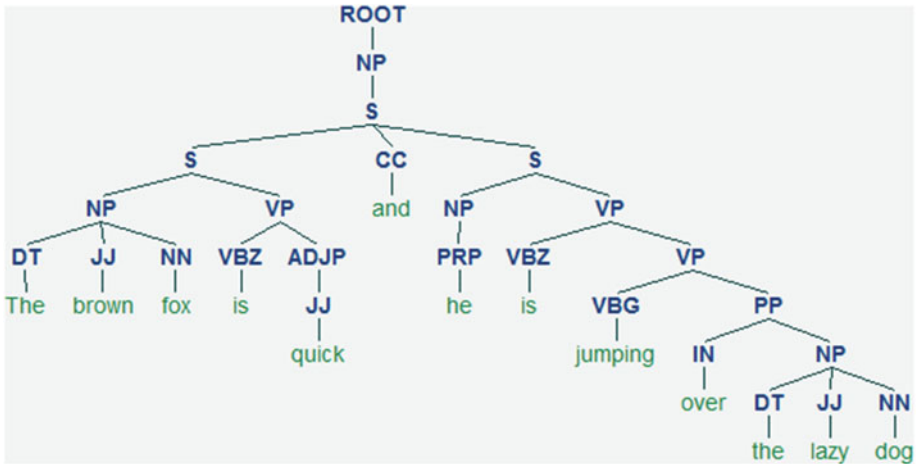 ROOT
NP
S
S CC S
NP VP and NP VP
DT JJ NN VBZ ADJP PRP VBZ VP
The brown fox is JJ he is VBG PP
quick jumping IN NP
over DT JJ NN
the lazy dog